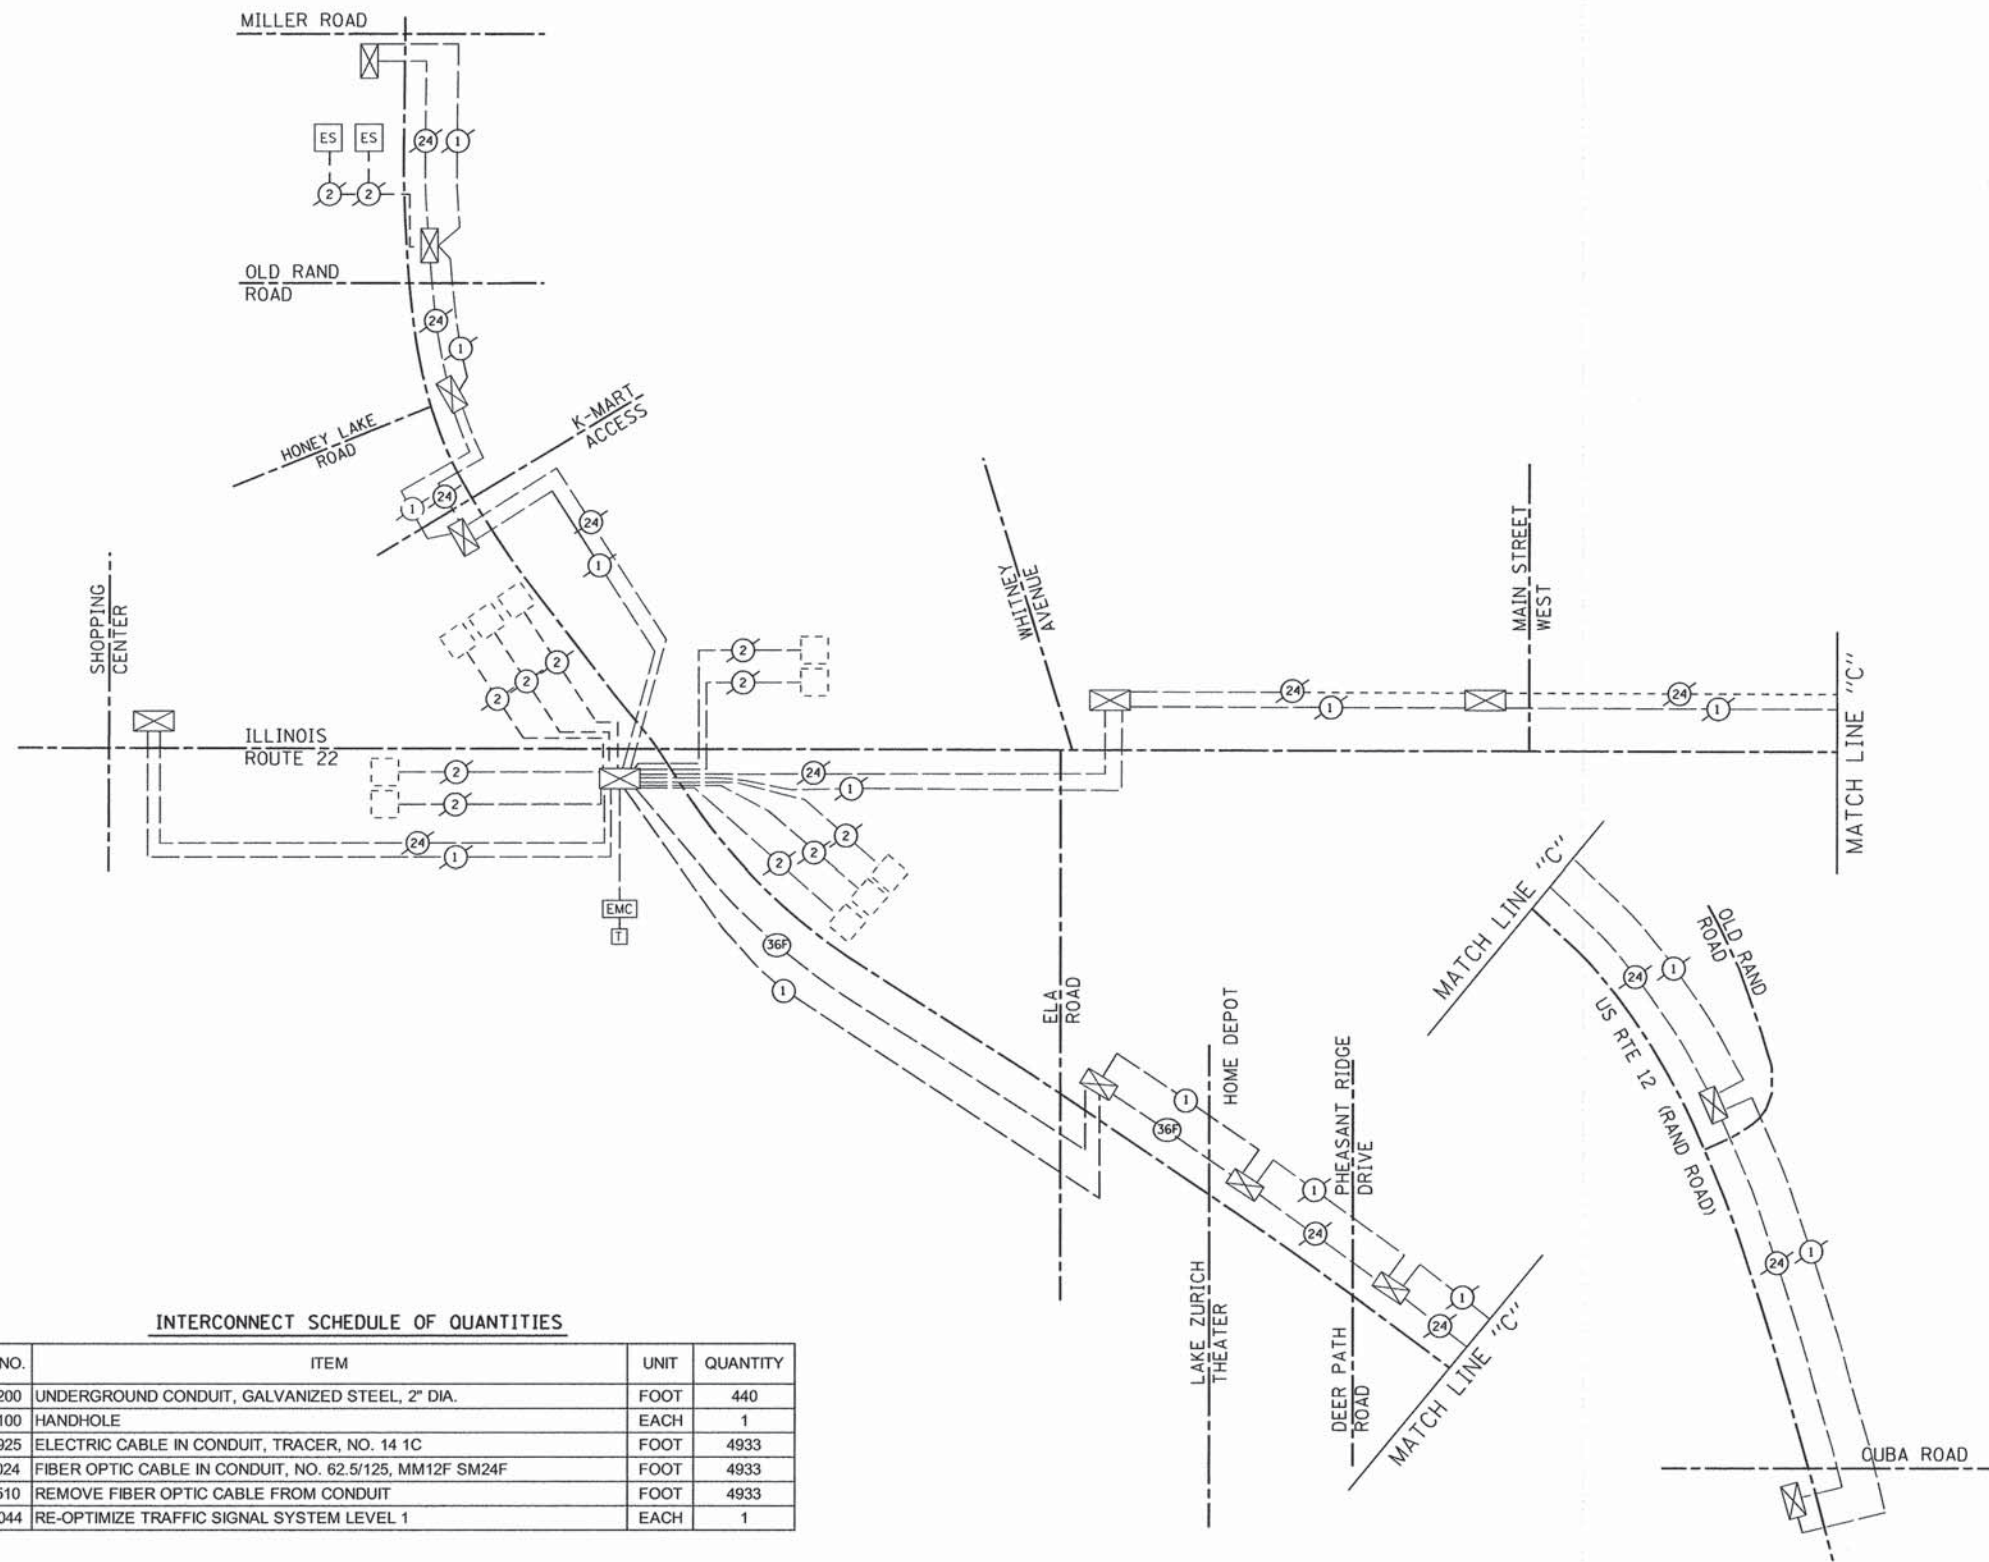 MILLER ROAD
ES
ES
24
1
2
2
OLD RAND
ROAD
24
1
HONEY LAKE
ROAD
K-MART
ACCESS
1
24
24
1
SHOPPING
CENTER
ILLINOIS
ROUTE 22
2
2
2
2
2
2
2
24
1
EMC
T
24
1
2
2
2
36F
1
WHITNEY
AVENUE
MAIN STREET
WEST
24
1
24
1
MATCH LINE "C"
ELA
ROAD
HOME DEPOT
1
36F
PHEASANT RIDGE
DRIVE
1
24
LAKE ZURICH
THEATER
DEER PATH
ROAD
1
24
MATCH LINE "C"
MATCH LINE "C"
OLD RAND
ROAD
24
1
US RTE 12 (RAND ROAD)
24
1
CUBA ROAD
INTERCONNECT SCHEDULE OF QUANTITIES
NO. ITEM UNIT QUANTITY
200 UNDERGROUND CONDUIT, GALVANIZED STEEL, 2" DIA. FOOT 440
100 HANDHOLE EACH 1
925 ELECTRIC CABLE IN CONDUIT, TRACER, NO. 14 1C FOOT 4933
024 FIBER OPTIC CABLE IN CONDUIT, NO. 62.5/125, MM12F SM24F FOOT 4933
510 REMOVE FIBER OPTIC CABLE FROM CONDUIT FOOT 4933
044 RE-OPTIMIZE TRAFFIC SIGNAL SYSTEM LEVEL 1 EACH 1